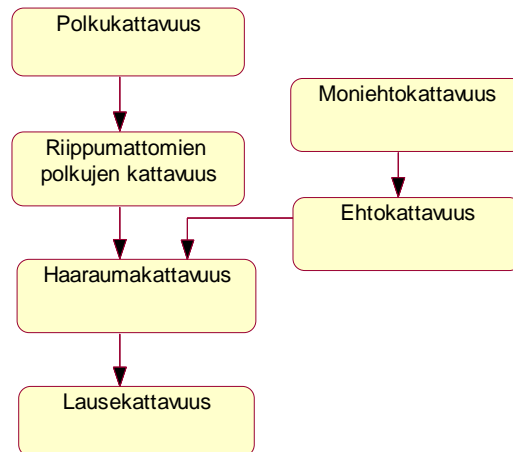 Polkukattavuus
Moniehtokattavuus
Riippumattomien
polkujen kattavuus
Ehtokattavuus
Haaraumakattavuus
Lausekattavuus